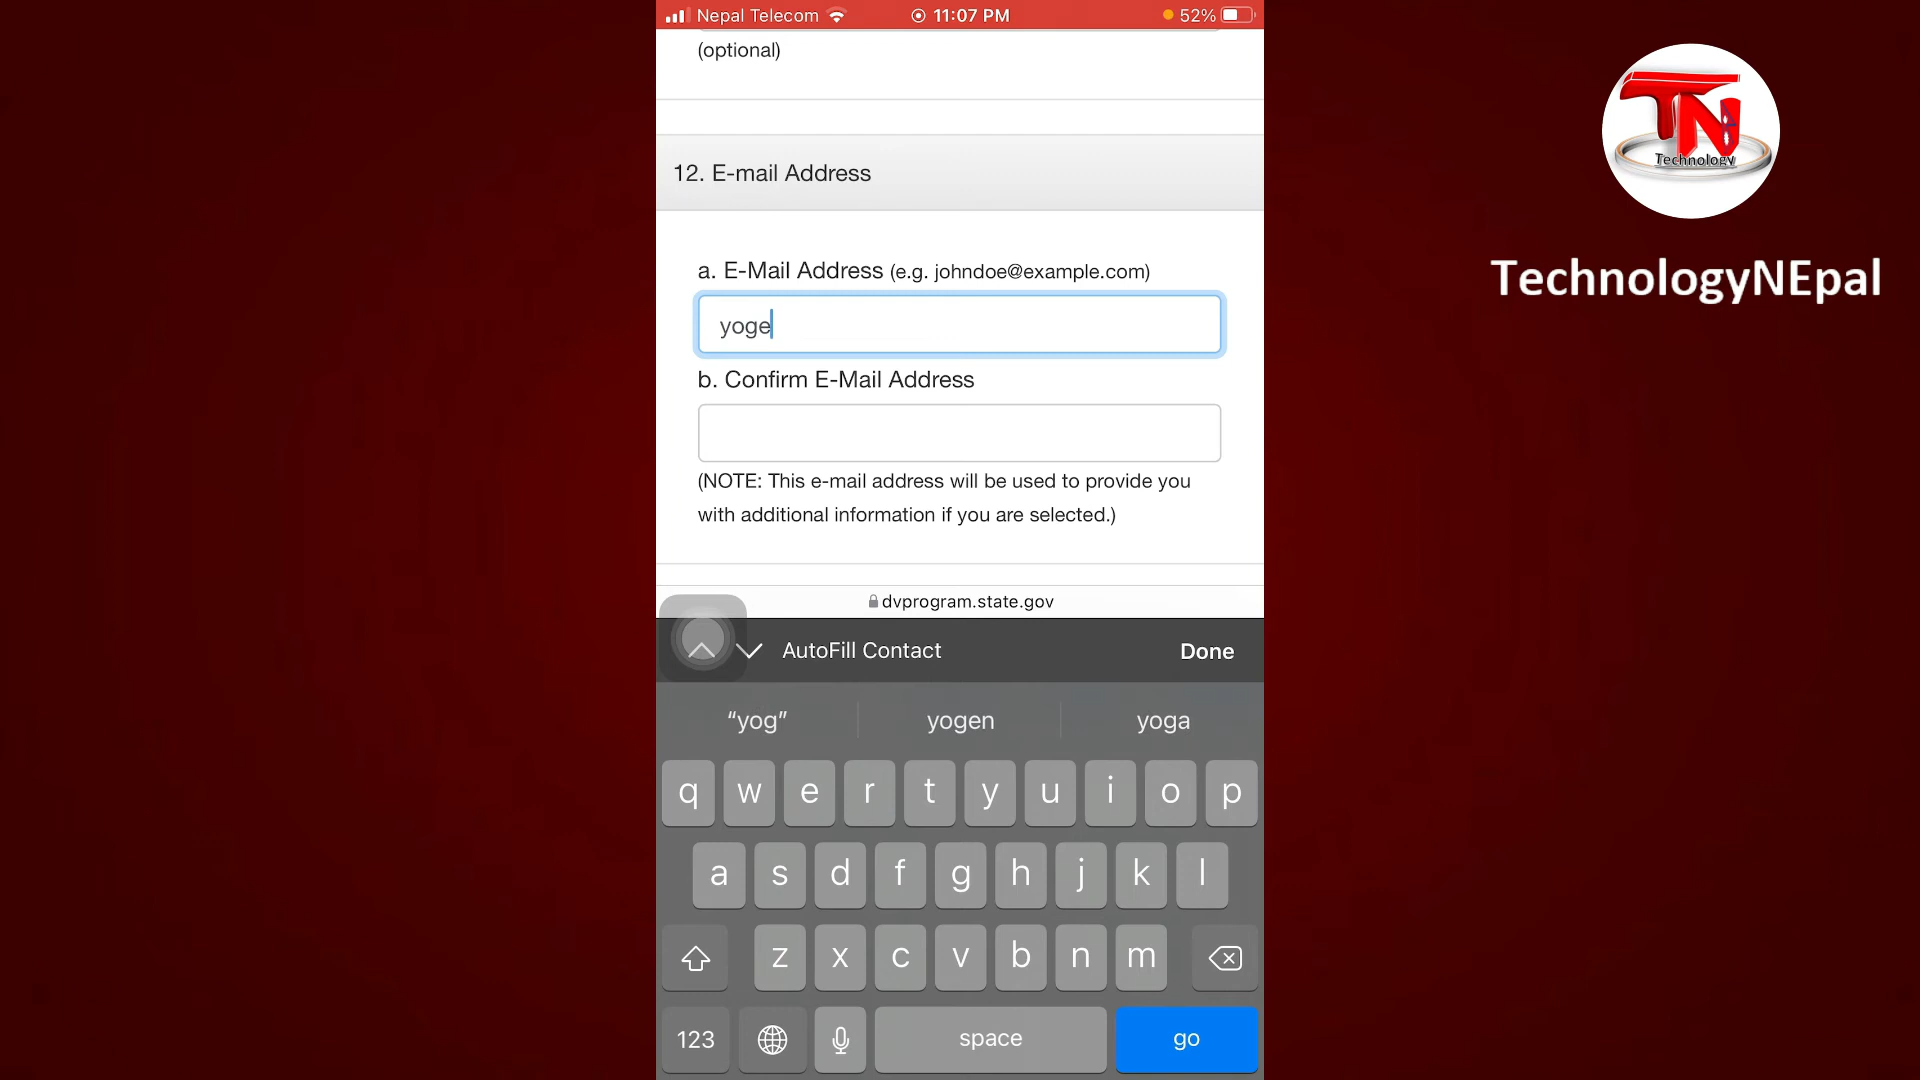 Nepal Telecom 11:07 PM 52%
(optional)
12. E-mail Address
a. E-Mail Address (e.g. johndoe@example.com)
yoge
b. Confirm E-Mail Address
(NOTE: This e-mail address will be used to provide you
with additional information if you are selected.)
dvprogram.state.gov
AutoFill Contact Done
“yog” yogen yoga
q w e r t y u i o p
a s d f g h j k l
z x c v b n m
123 space go
TN
Technology
TechnologyNEpal